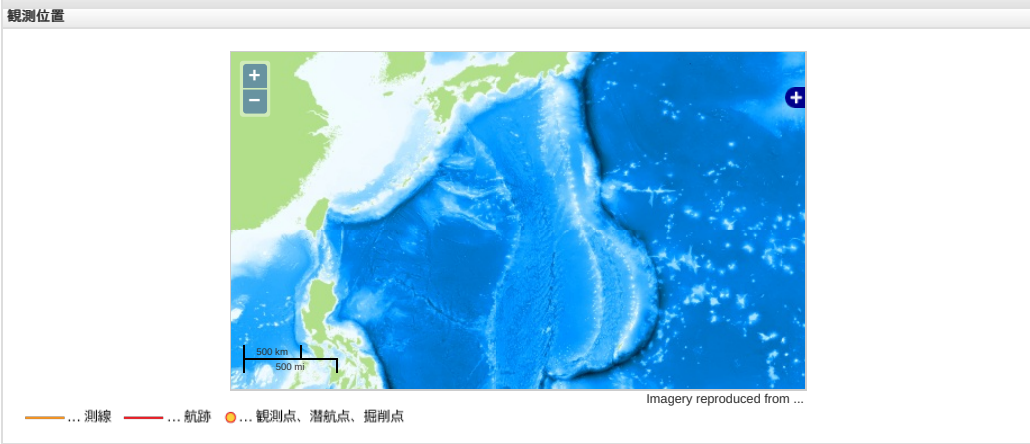 観測位置
+
−
+
500 km
500 mi
Imagery reproduced from ...
... 測線 ... 航跡 ... 観測点、潜航点、掘削点